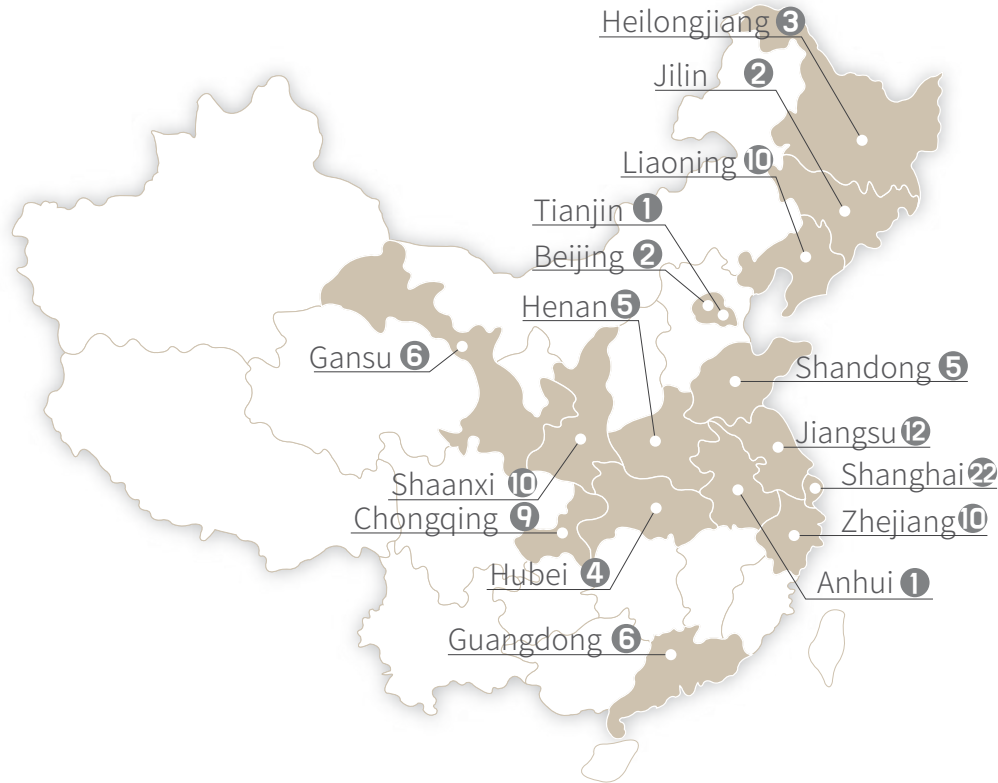 Heilongjiang 3
Jilin 2
Liaoning 10
Tianjin 1
Beijing 2
Henan 5
Gansu 6
Shandong 5
Jiangsu 12
Shanghai 22
Shaanxi 10
Chongqing 9
Zhejiang 10
Hubei 4
Anhui 1
Guangdong 6